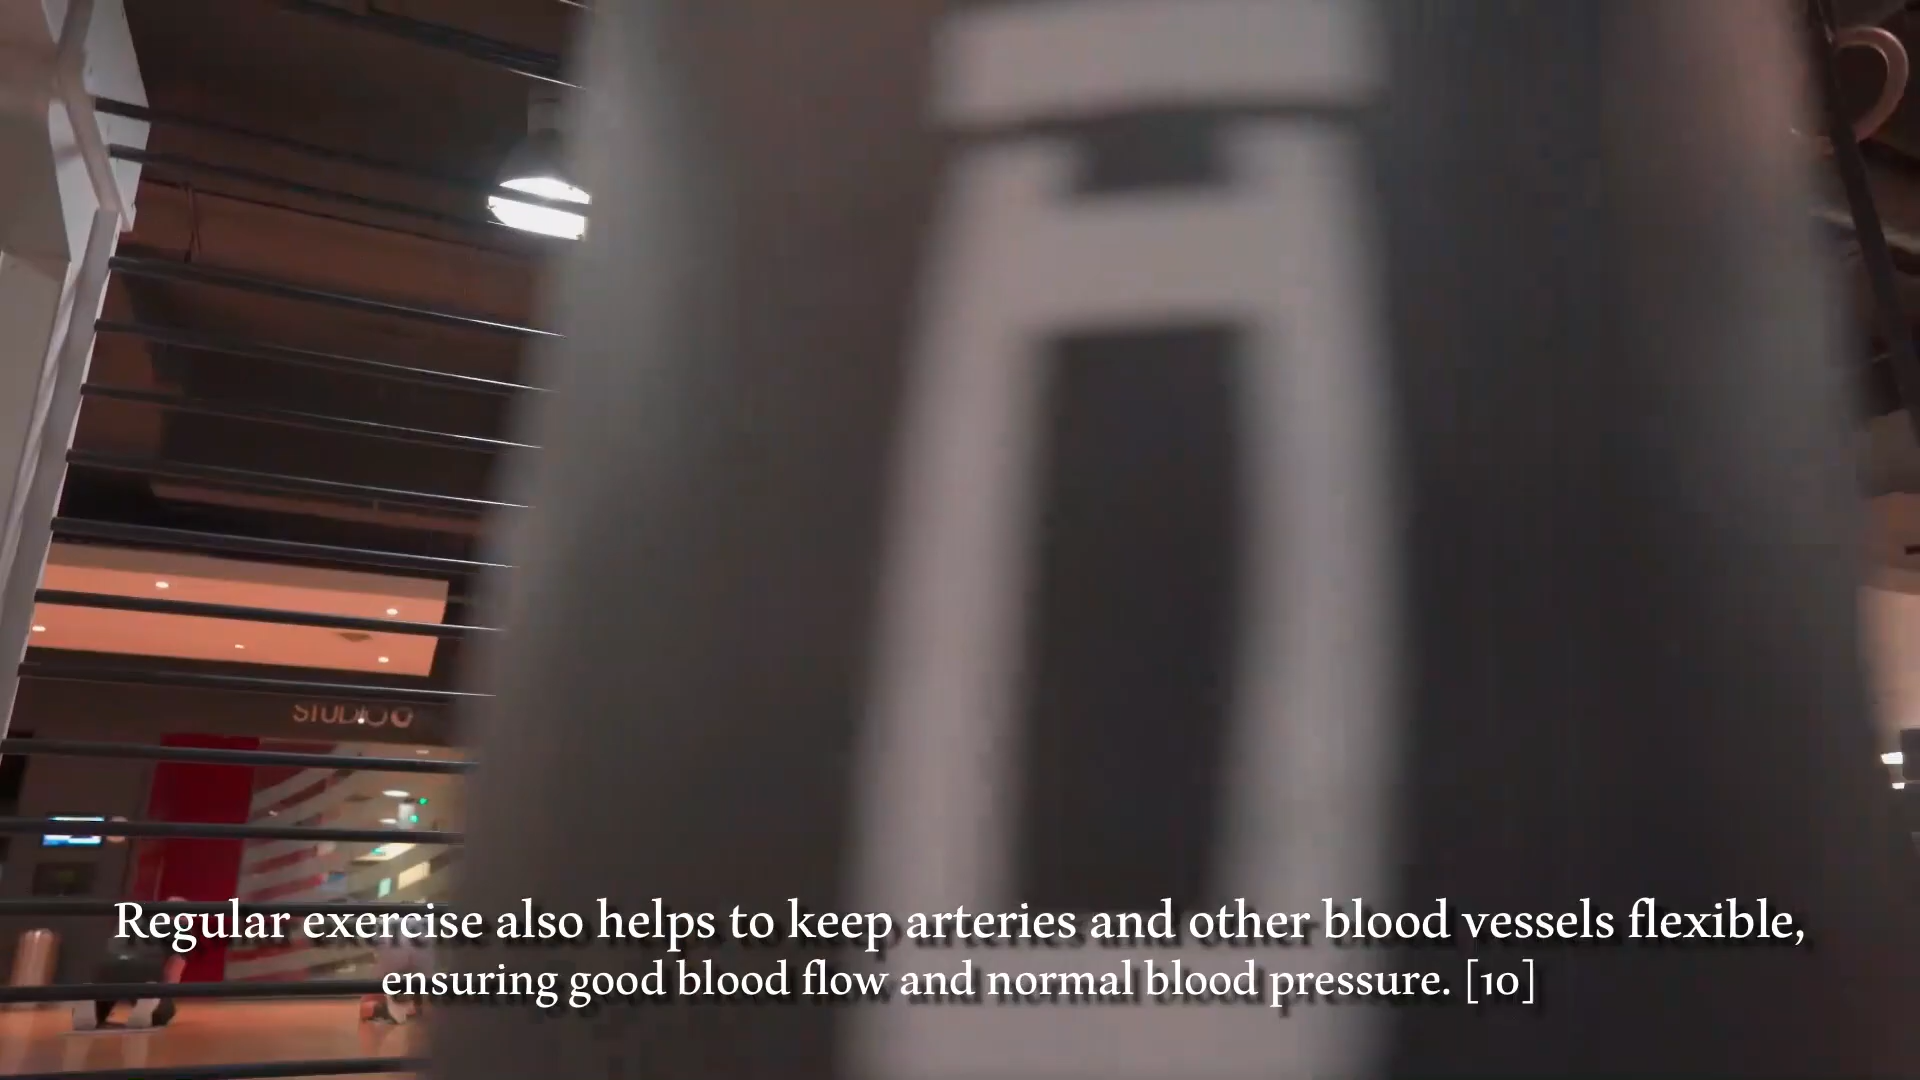 STUDIO
Regular exercise also helps to keep arteries and other blood vessels flexible,
ensuring good blood flow and normal blood pressure. [10]